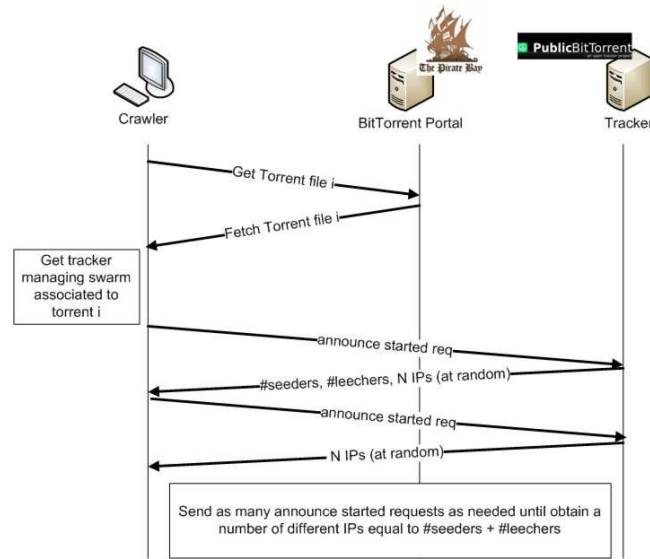 The Pirate Bay
PublicBitTorrent
Crawler
BitTorrent Portal
Tracker
Get Torrent file i
Fetch Torrent file i
Get tracker
managing swarm
associated to
torrent i
announce started req
#seeders, #leechers, N IPs (at random)
announce started req
N IPs (at random)
Send as many announce started requests as needed until obtain a
number of different IPs equal to #seeders + #leechers